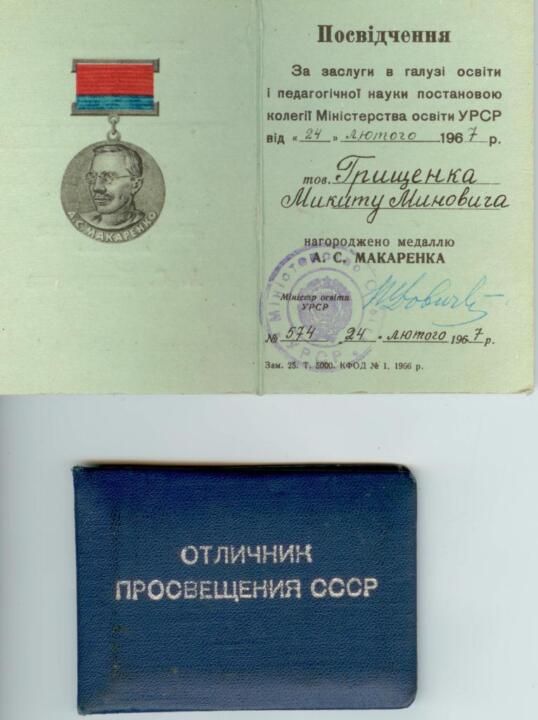 А.С.МАКАРЕНКО
Посвідчення
За заслуги в галузі освіти
і педагогічної науки постановою
колегії Міністерства освіти УРСР
від «24» лютого 1967 р.
тов. Грищенка
Микиту Миновича
нагороджено медаллю
А. С. МАКАРЕНКА
Міністр освіти
УРСР
№ 574 „24“ лютого 1967 р.
Зам. 25. Т. 5000. КФОД № 1, 1966 р.
ОТЛИЧНИК
ПРОСВЕЩЕНИЯ СССР